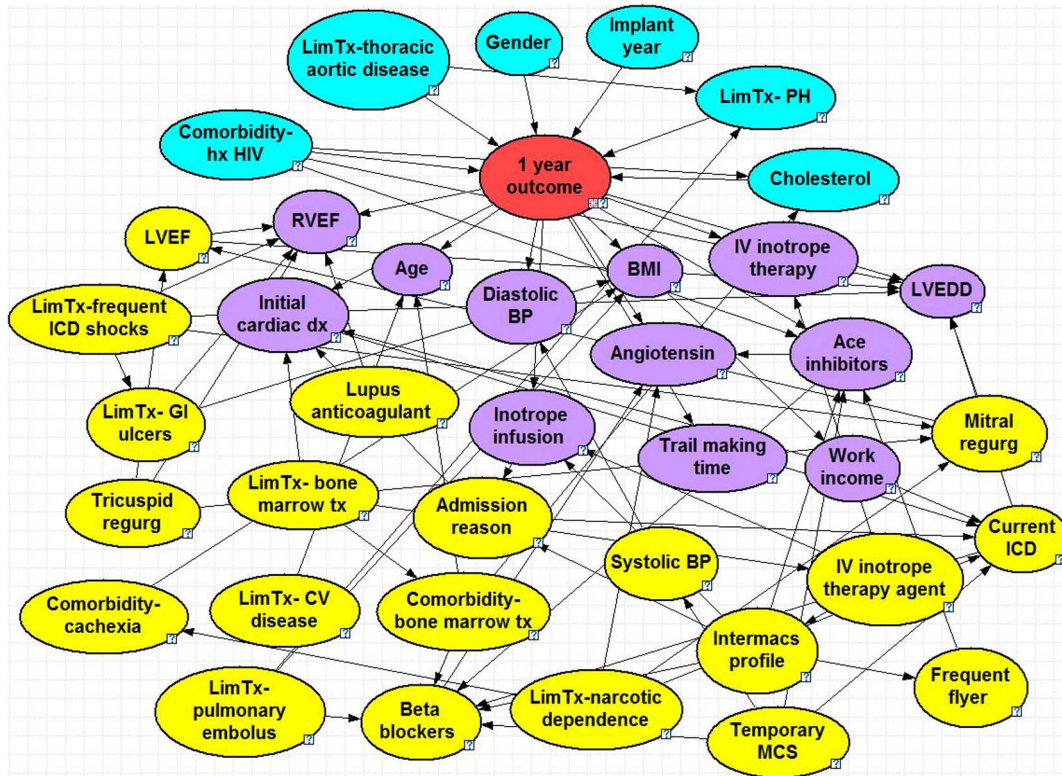 LimTx-thoracic
aortic disease
Gender
Implant
year
LimTx- PH
Comorbidity-
hx HIV
1 year
outcome
Cholesterol
LVEF
RVEF
Age
BMI
IV inotrope
therapy
LVEDD
LimTx-frequent
ICD shocks
Initial
cardiac dx
Diastolic
BP
Angiotensin
Ace
inhibitors
LimTx- GI
ulcers
Lupus
anticoagulant
Inotrope
infusion
Trail making
time
Work
income
Mitral
regurg
Tricuspid
regurg
LimTx- bone
marrow tx
Admission
reason
Systolic BP
IV inotrope
therapy agent
Current
ICD
Comorbidity-
cachexia
LimTx- CV
disease
Comorbidity-
bone marrow tx
Intermacs
profile
Frequent
flyer
LimTx-
pulmonary
embolus
Beta
blockers
LimTx-narcotic
dependence
Temporary
MCS